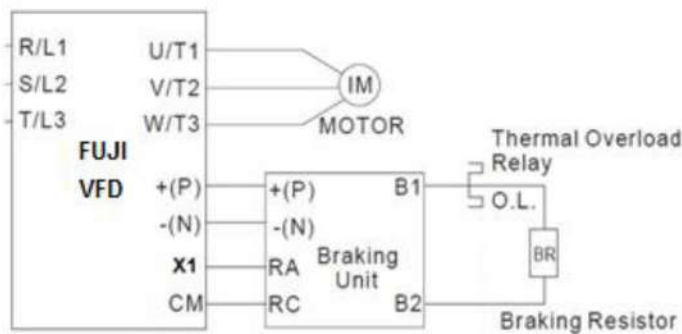 R/L1
S/L2
T/L3
U/T1
V/T2
W/T3
FUJI
VFD
+(P)
-(N)
X1
CM
IM
MOTOR
+(P)
-(N)
RA
RC
Braking
Unit
B1
B2
Thermal Overload
Relay
O.L.
BR
Braking Resistor